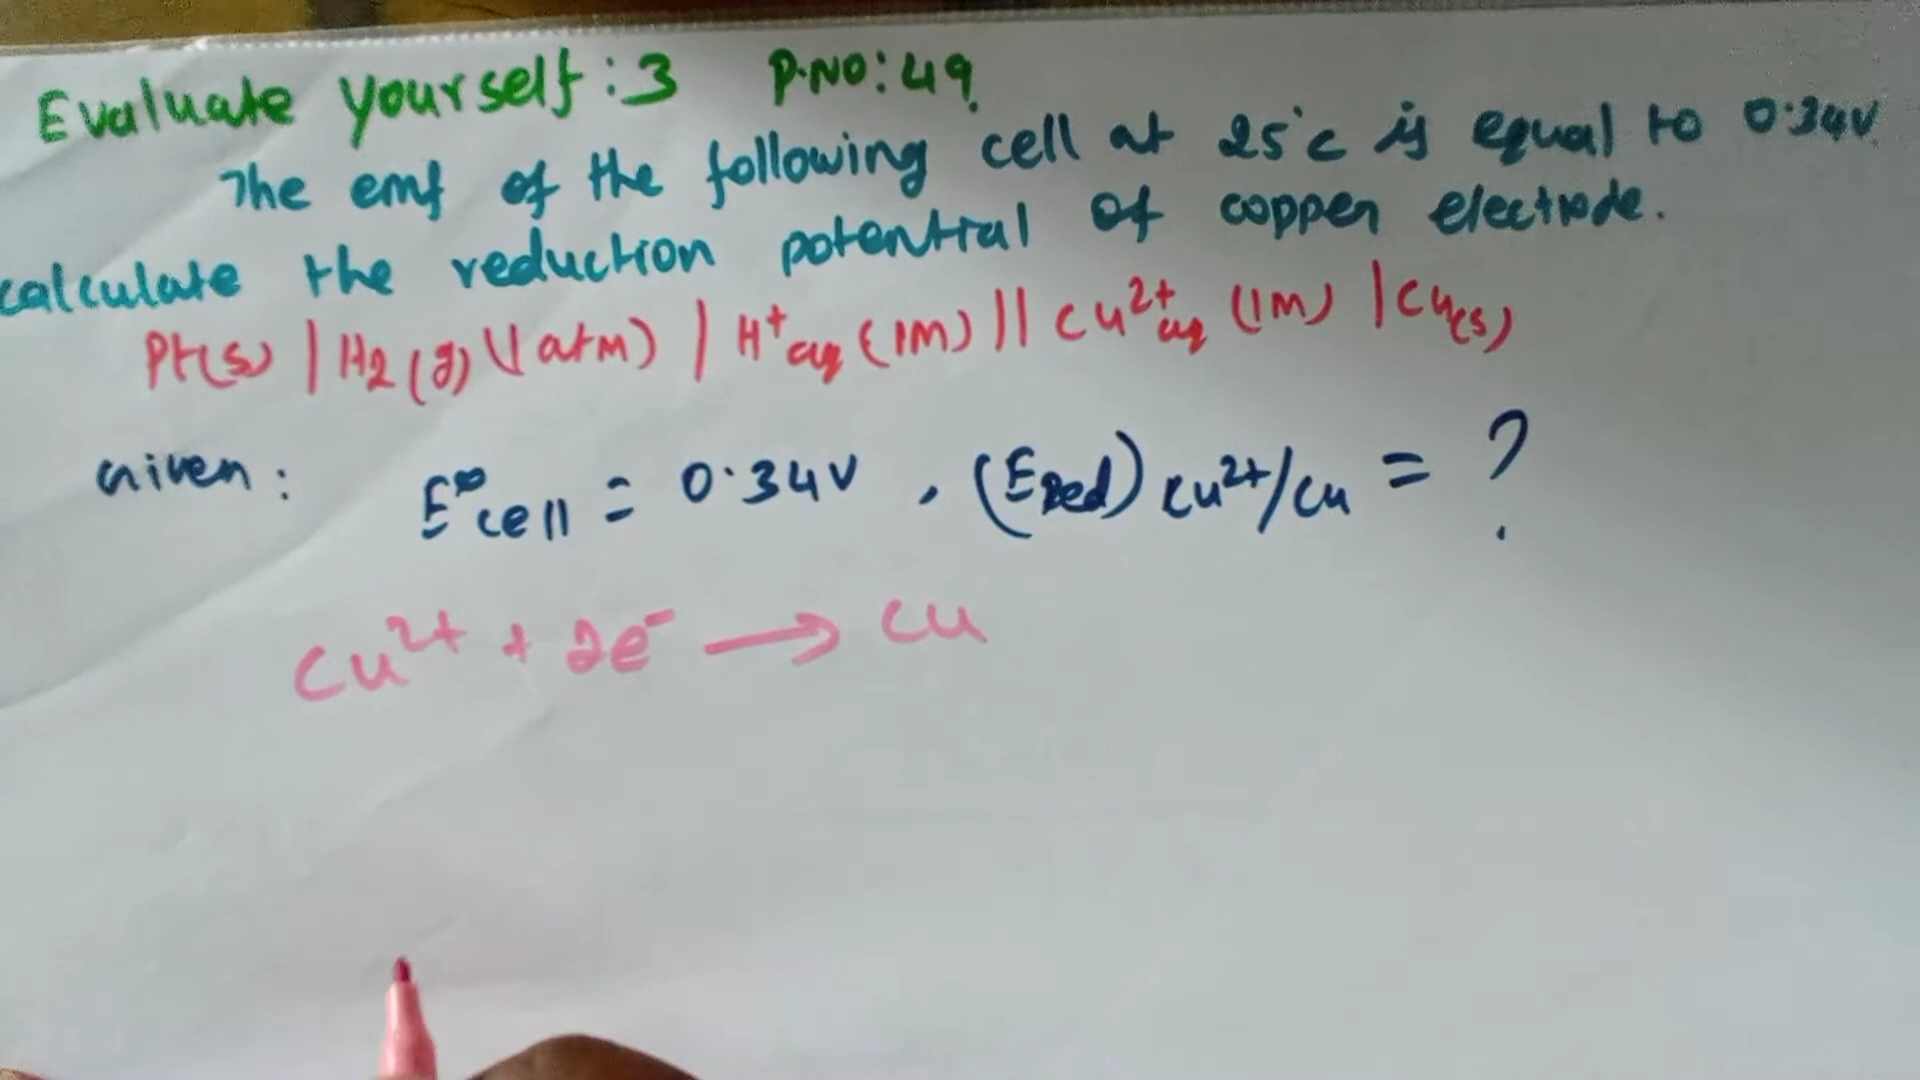 Evaluate yourself:3 P.NO:49.
The emf of the following cell at 25°c is equal to 0.34V.
calculate the reduction potential of copper electrode.
Pt(s) | H2(g) (1atm) | H⁺aq (1M) || Cu²⁺aq (1M) | Cu(s)
Given: E°cell = 0.34V, (ERed) Cu²⁺/Cu = ?
Cu²⁺ + 2e⁻ → Cu